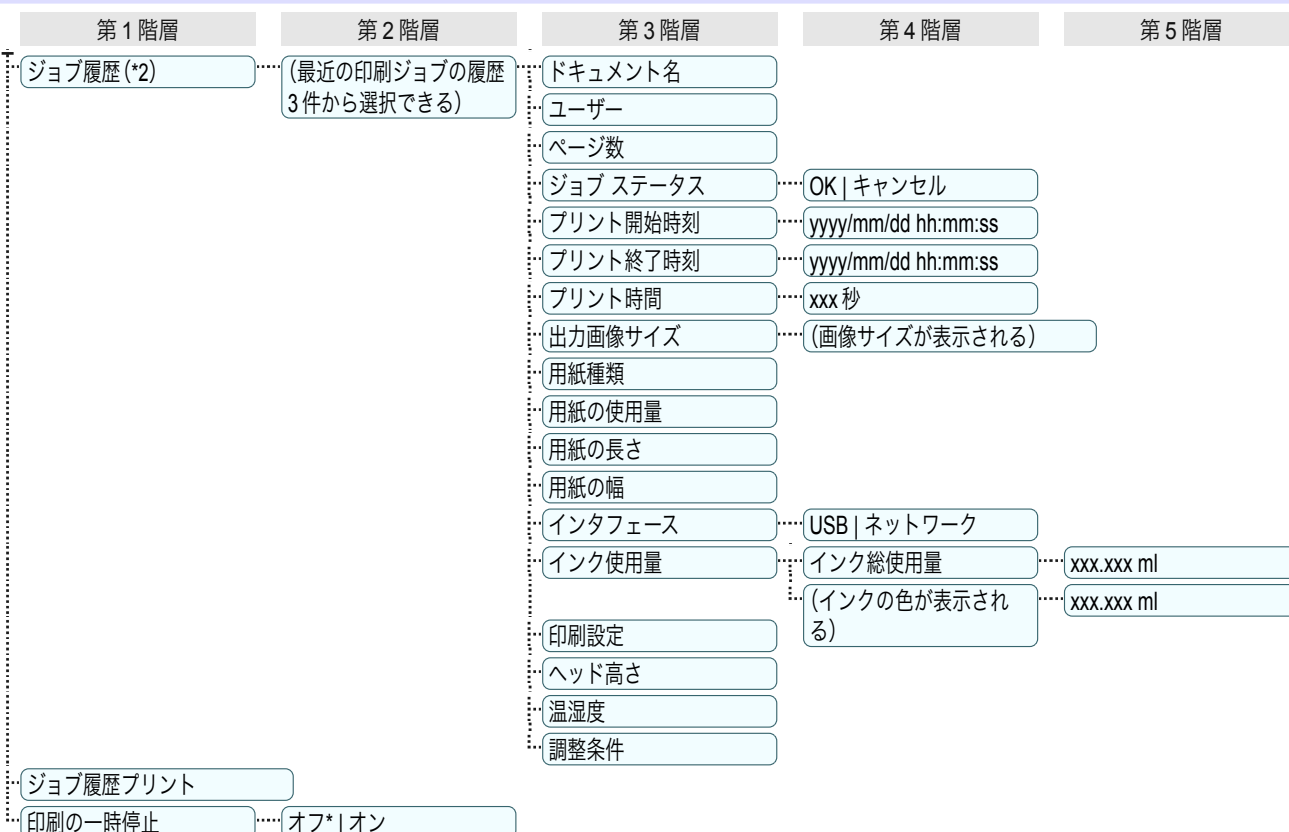 第 1 階層 第 2 階層 第 3 階層 第 4 階層 第 5 階層
ジョブ履歴 (*2) (最近の印刷ジョブの履歴 ドキュメント名
3 件から選択できる)
ユーザー
ページ数
ジョブ ステータス OK | キャンセル
プリント開始時刻 yyyy/mm/dd hh:mm:ss
プリント終了時刻 yyyy/mm/dd hh:mm:ss
プリント時間 xxx 秒
出力画像サイズ (画像サイズが表示される)
用紙種類
用紙の使用量
用紙の長さ
用紙の幅
インタフェース USB | ネットワーク
インク使用量 インク総使用量 xxx.xxx ml
(インクの色が表示され xxx.xxx ml
る)
印刷設定
ヘッド高さ
温湿度
調整条件
ジョブ履歴プリント
印刷の一時停止 オフ* | オン